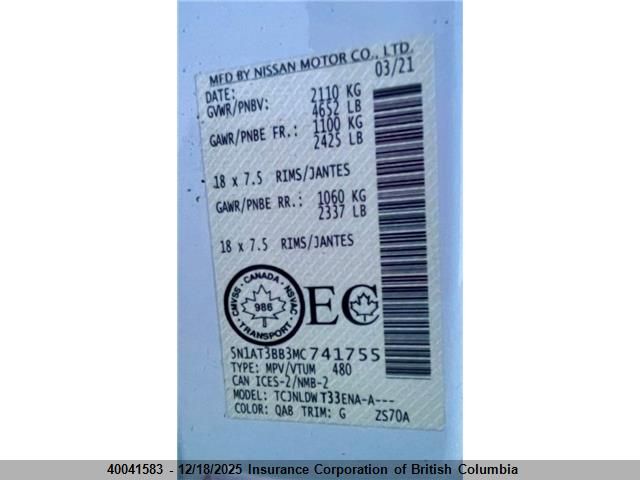 MFD BY NISSAN MOTOR CO., LTD.
DATE: 03/21
GVWR/PNBV: 2110 KG
4652 LB
GAWR/PNBE FR.: 1100 KG
2425 LB
18 x 7.5 RIMS/JANTES
GAWR/PNBE RR.: 1060 KG
2337 LB
18 x 7.5 RIMS/JANTES
CMVSS · CANADA · NSVAC
986
TRANSPORT
EC
5N1AT3BB3MC741755
TYPE: MPV/VTUM 480
CAN ICES-2/NMB-2
MODEL: TCJNLDWT33ENA-A---
COLOR: QAB TRIM: G ZS70A
40041583 - 12/18/2025 Insurance Corporation of British Columbia